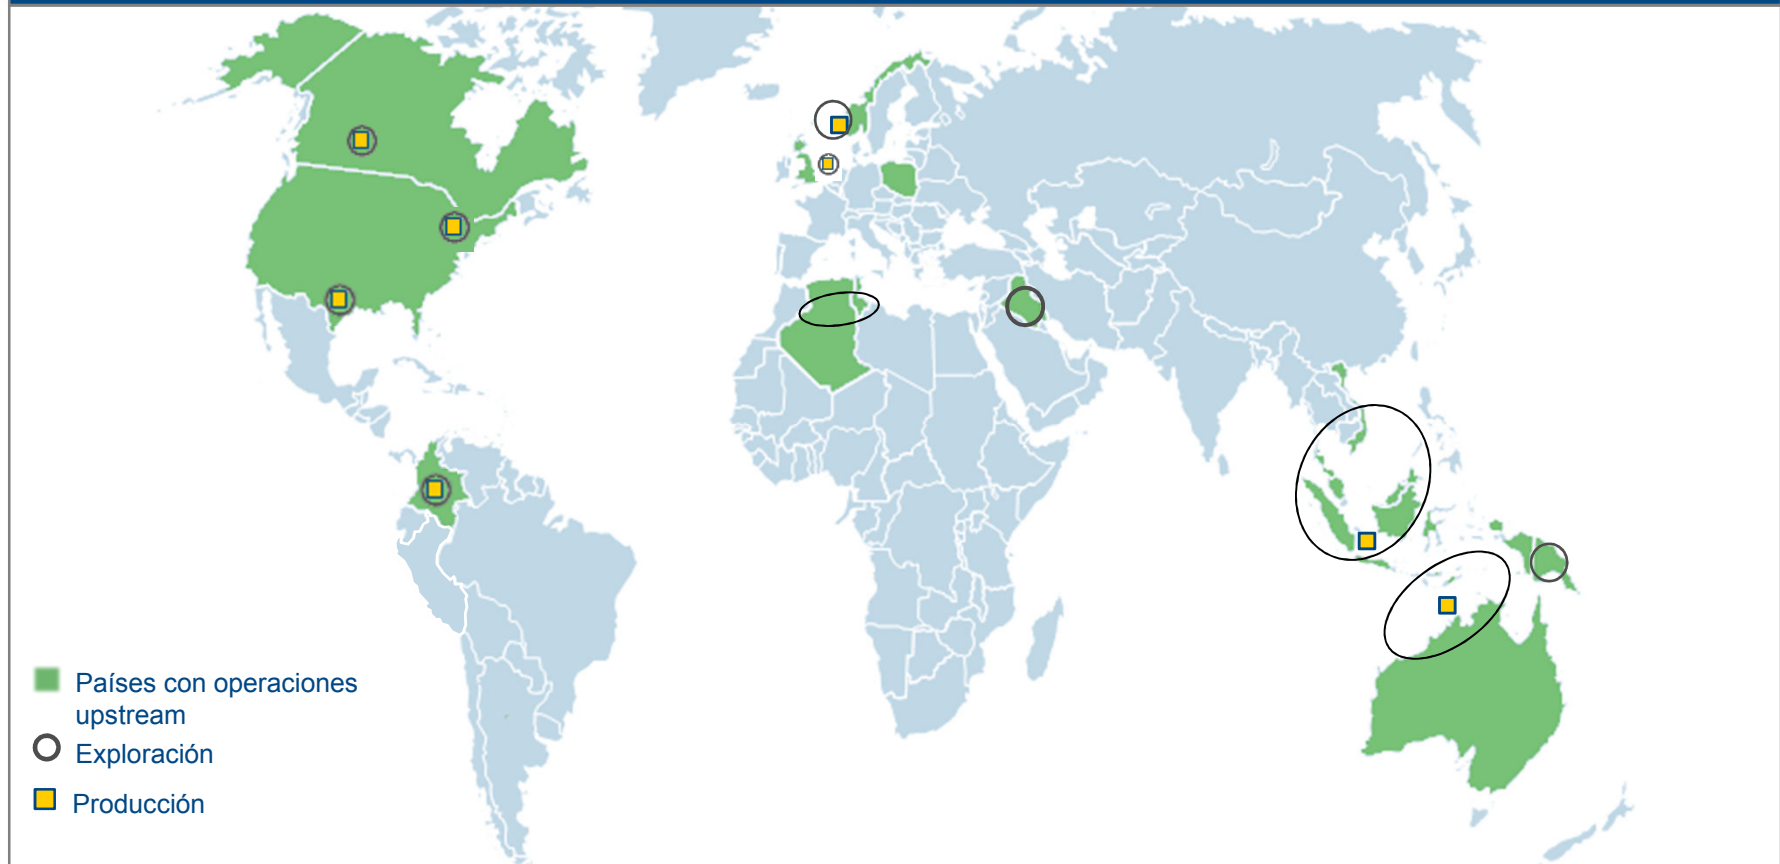 Países con operaciones
upstream
Exploración
Producción